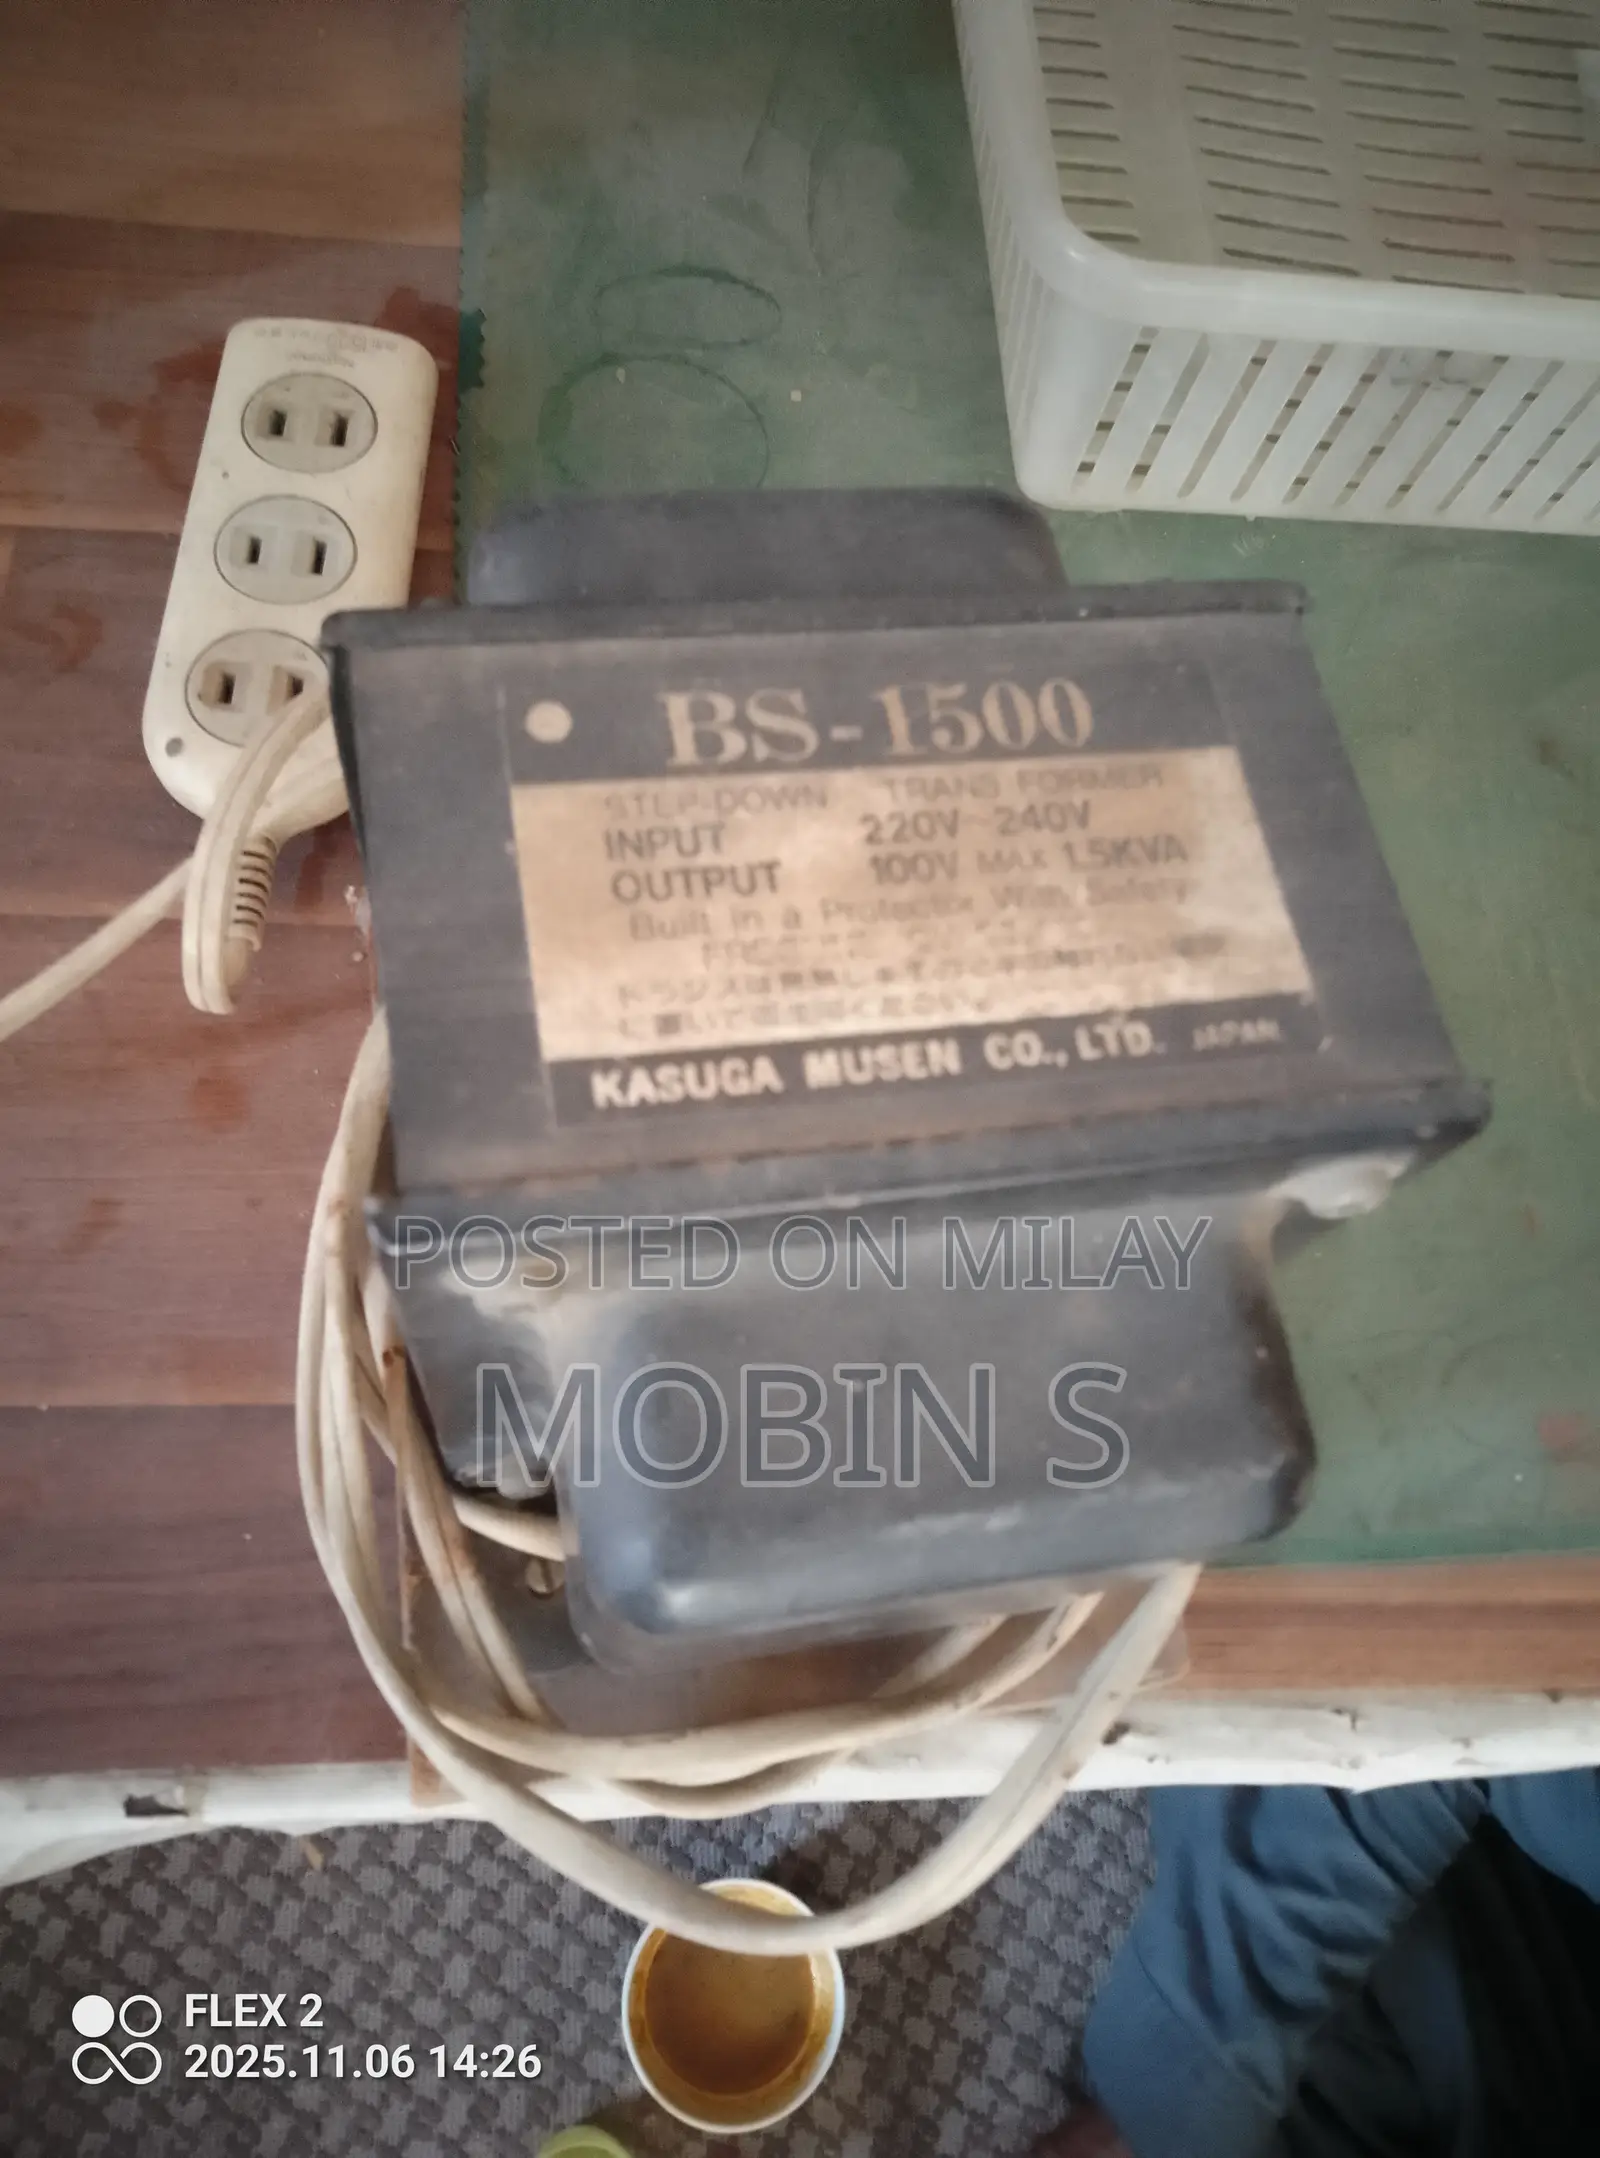 BS-1500
STEP-DOWN TRANS FORMER
INPUT 220V~240V
OUTPUT 100V MAX 1.5KVA
Built in a Protector With Safety
KASUGA MUSEN CO., LTD. JAPAN.
POSTED ON MILAY
MOBIN S
FLEX 2
2025.11.06 14:26